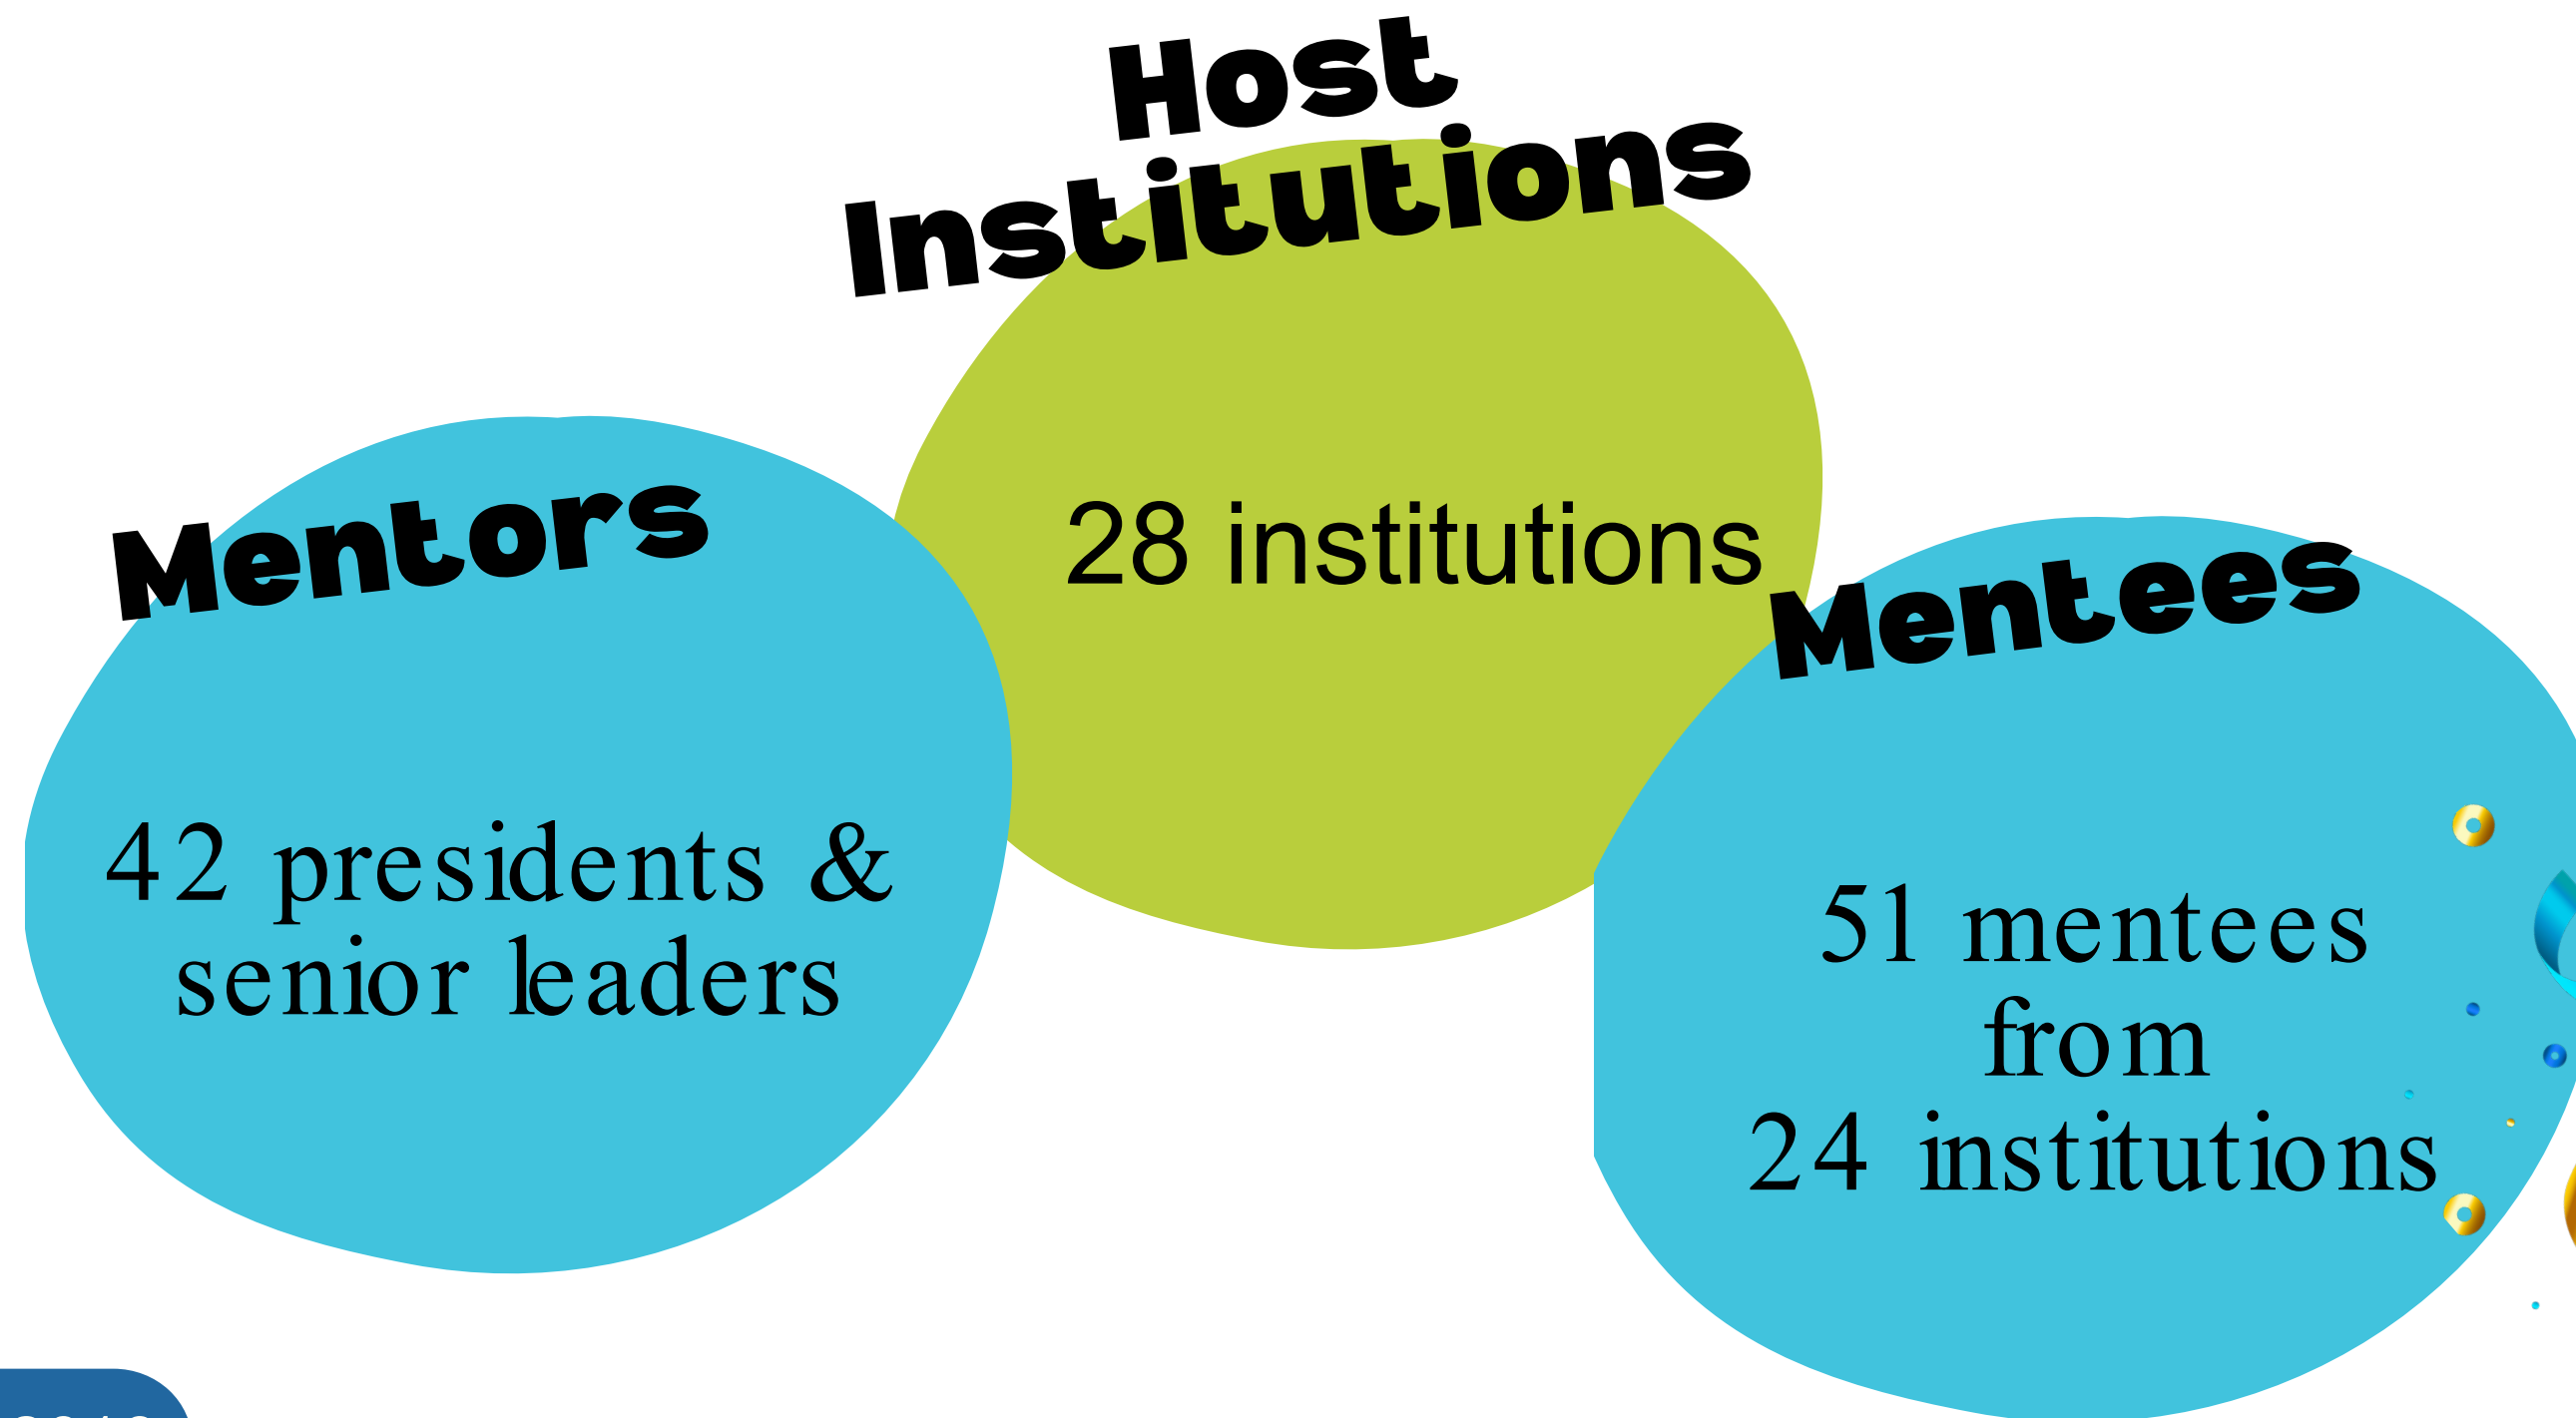 Host
Institutions
28 institutions
Mentors
42 presidents &
senior leaders
Mentees
51 mentees
from
24 institutions